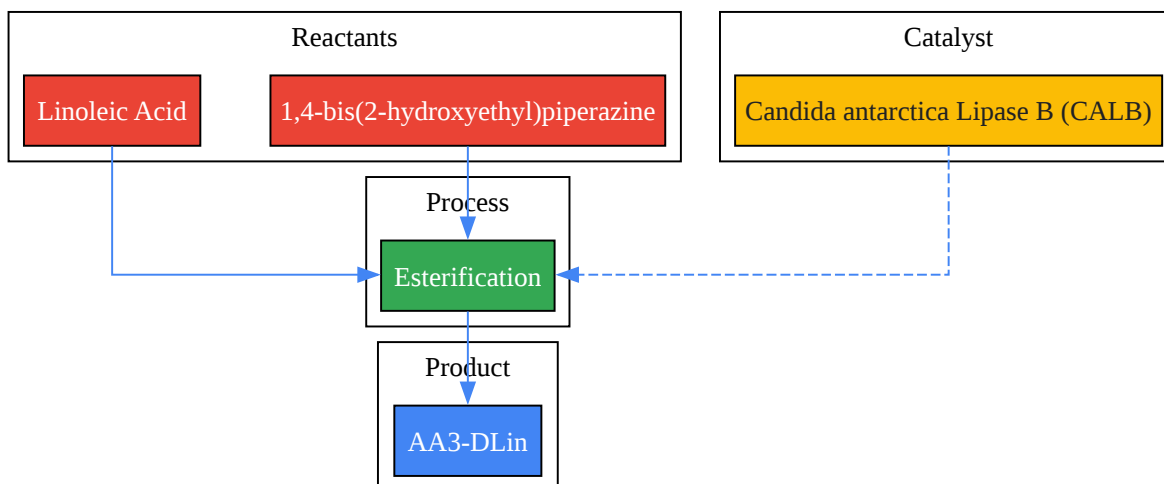 Reactants
Catalyst
Linoleic Acid
1,4-bis(2-hydroxyethyl)piperazine
Candida antarctica Lipase B (CALB)
Process
Esterification
Product
AA3-DLin